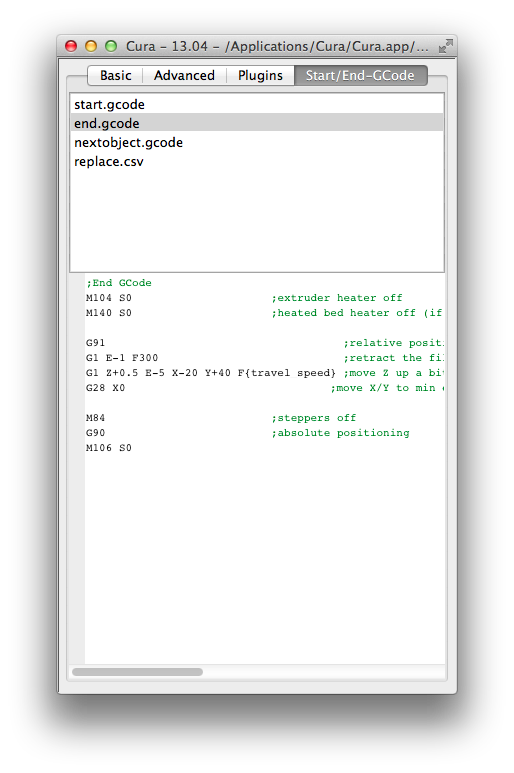 Cura – 13.04 – /Applications/Cura/Cura.app/...
Basic Advanced Plugins Start/End-GCode
start.gcode
end.gcode
nextobject.gcode
replace.csv
;End GCode
M104 S0 ;extruder heater off
M140 S0 ;heated bed heater off (if
G91 ;relative positi
G1 E-1 F300 ;retract the fil
G1 Z+0.5 E-5 X-20 Y+40 F{travel speed} ;move Z up a bit
G28 X0 ;move X/Y to min
M84 ;steppers off
G90 ;absolute positioning
M106 S0